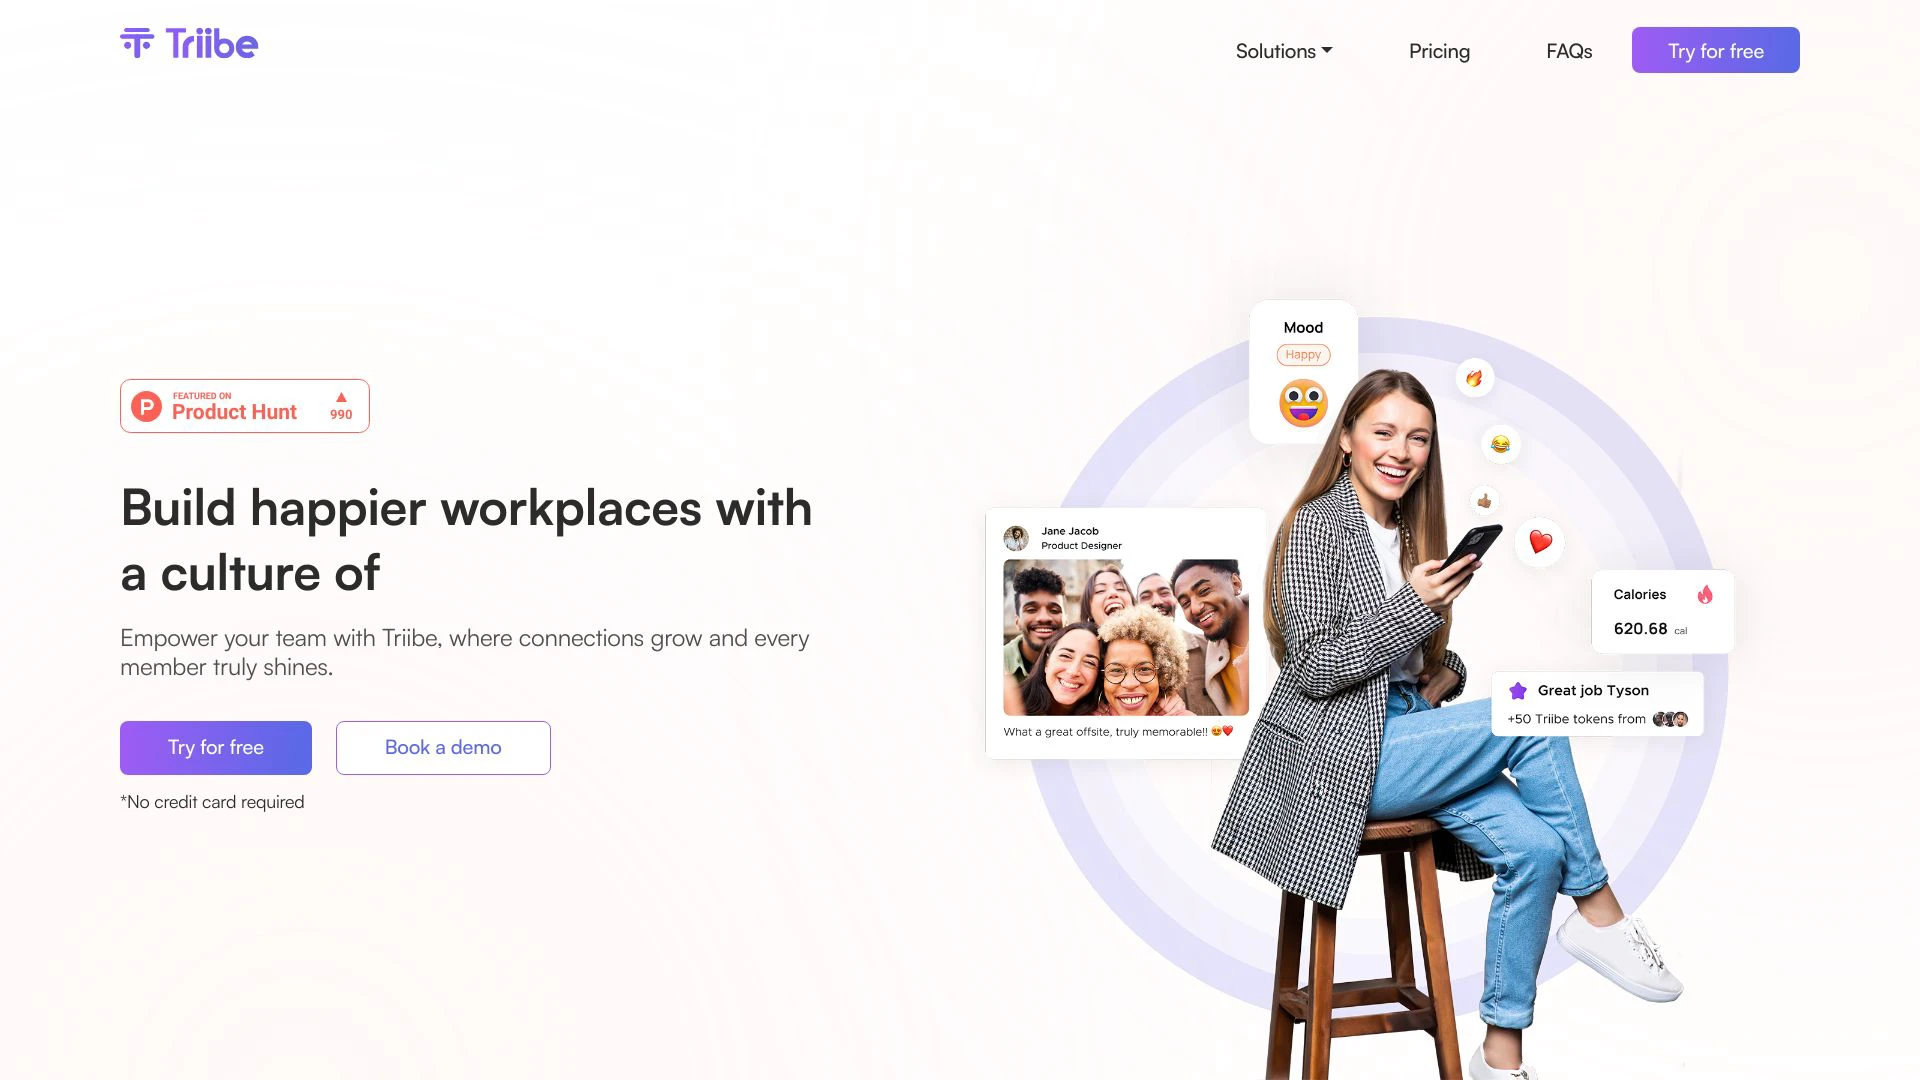 Triibe
Solutions
Pricing
FAQs
Try for free
FEATURED ON
Product Hunt
990
Build happier workplaces with
a culture of
Empower your team with Triibe, where connections grow and every
member truly shines.
Try for free
Book a demo
*No credit card required
Mood
Happy
Jane Jacob
Product Designer
What a great offsite, truly memorable!! 😍❤️
Calories
620.68 cal
Great job Tyson
+50 Triibe tokens from